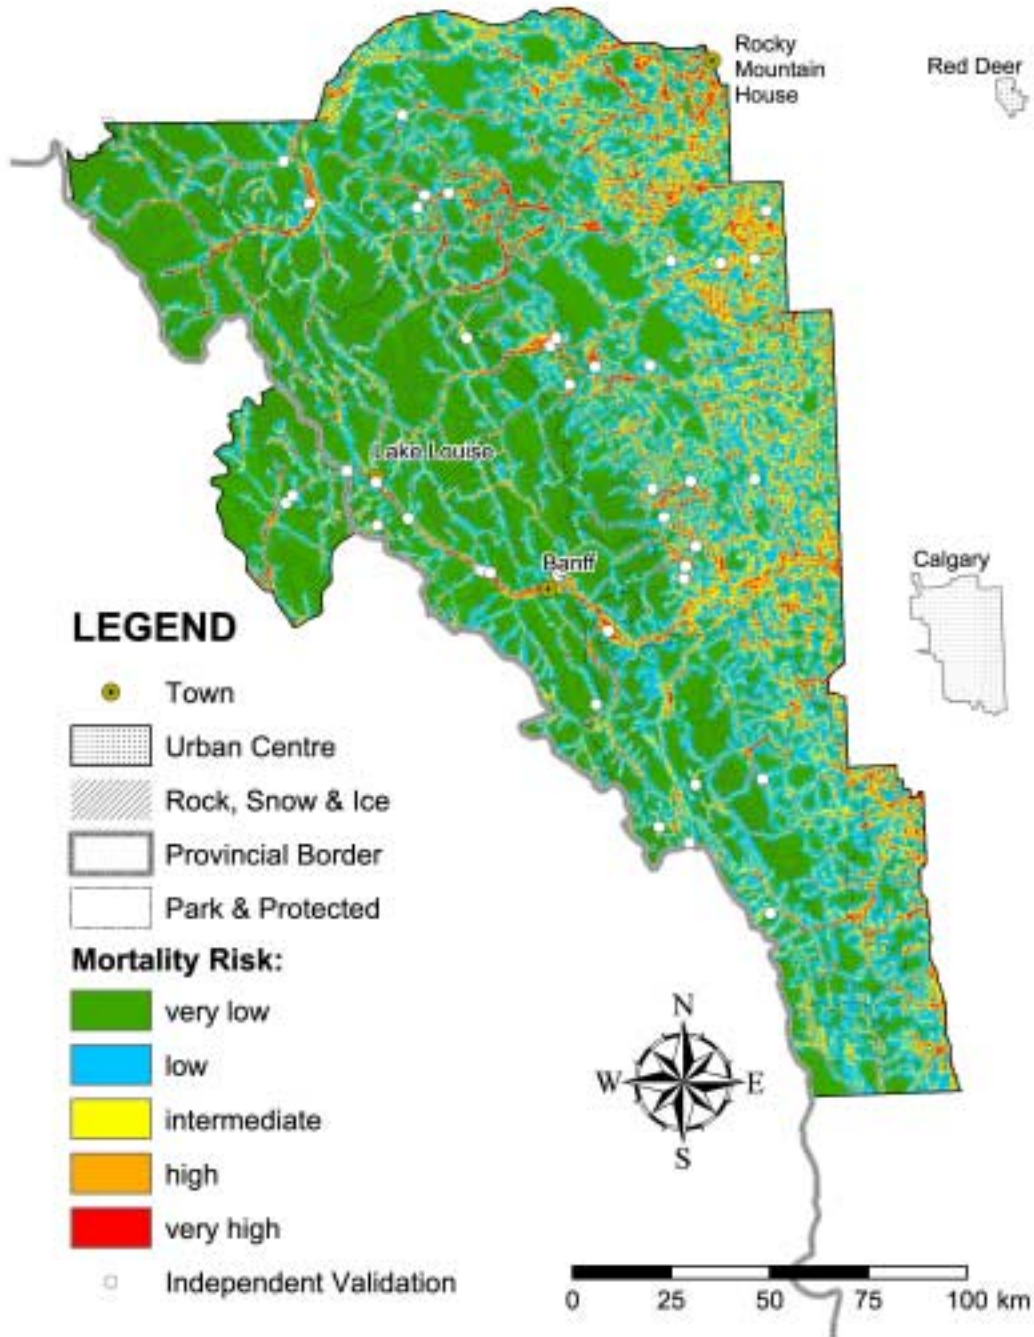 Rocky
Mountain
House
Red Deer
Lake Louise
Banff
Calgary
LEGEND
Town
Urban Centre
Rock, Snow & Ice
Provincial Border
Park & Protected
Mortality Risk:
very low
low
intermediate
high
very high
Independent Validation
N
W E
S
0 25 50 75 100 km